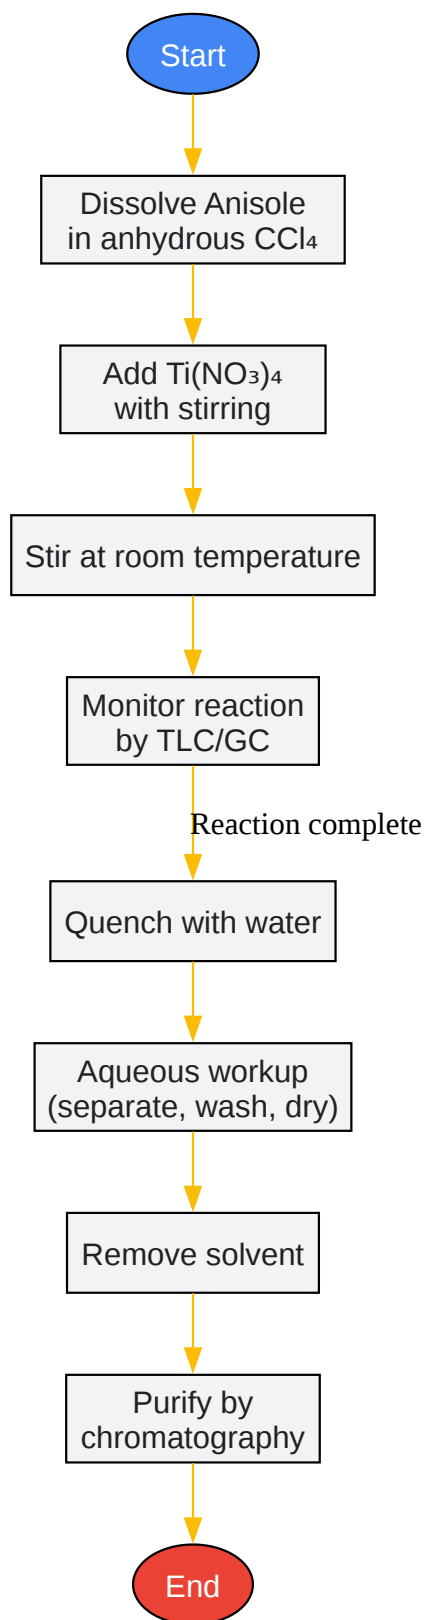 Start
Dissolve Anisole
in anhydrous CCl₄
Add Ti(NO₃)₄
with stirring
Stir at room temperature
Monitor reaction
by TLC/GC
Reaction complete
Quench with water
Aqueous workup
(separate, wash, dry)
Remove solvent
Purify by
chromatography
End